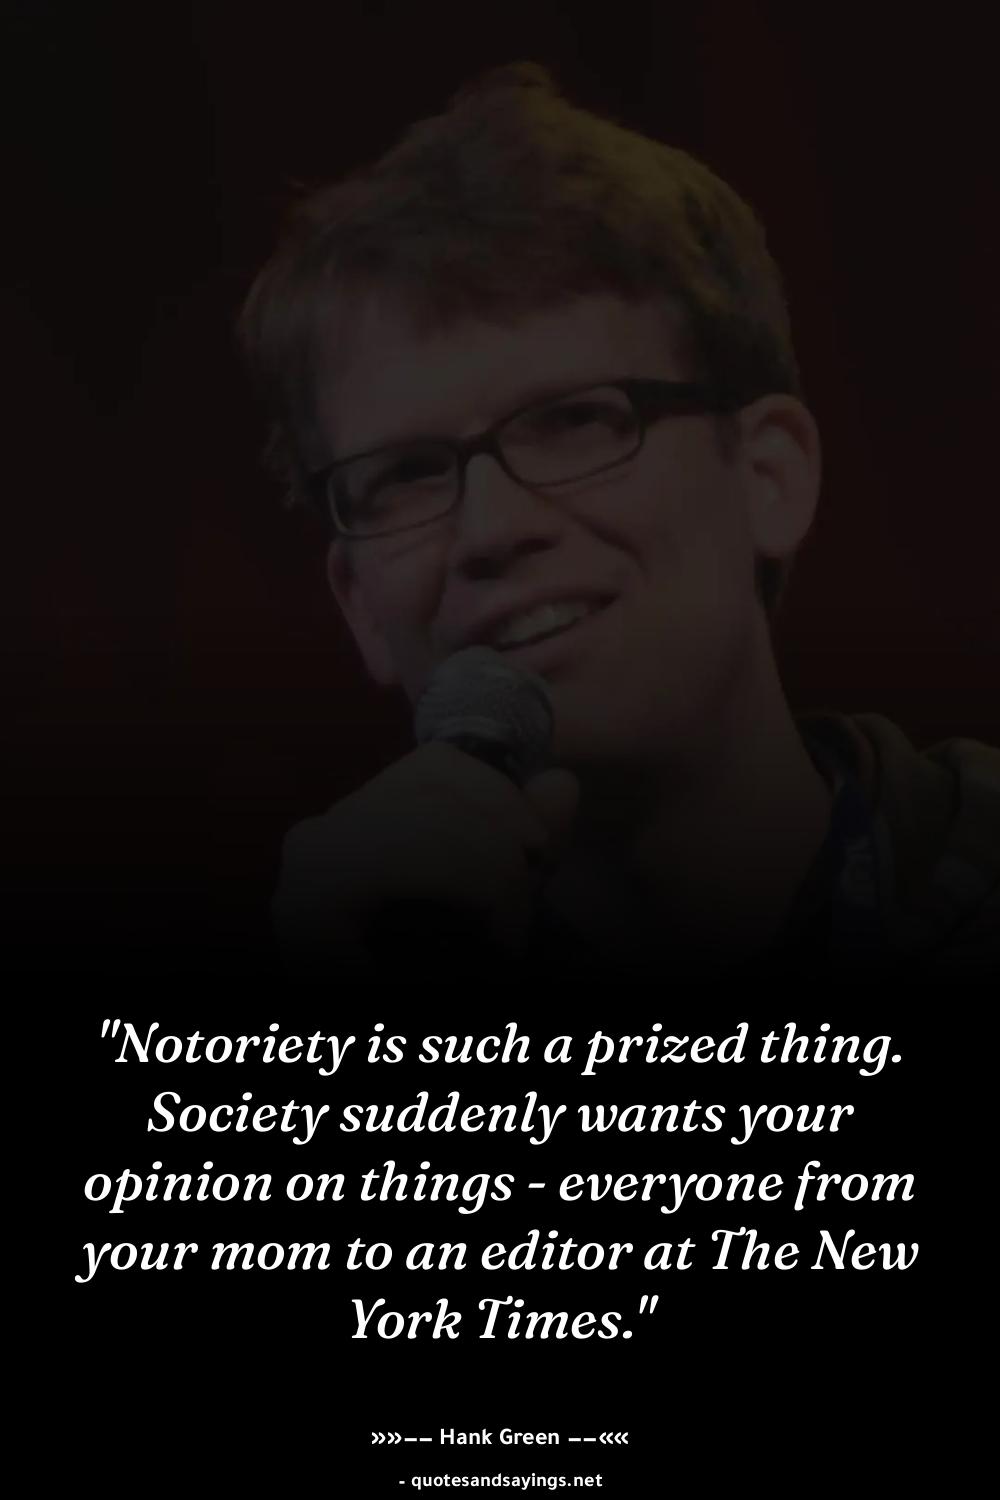 "Notoriety is such a prized thing.
Society suddenly wants your
opinion on things - everyone from
your mom to an editor at The New
York Times."
»»−− Hank Green −−««
- quotesandsayings.net